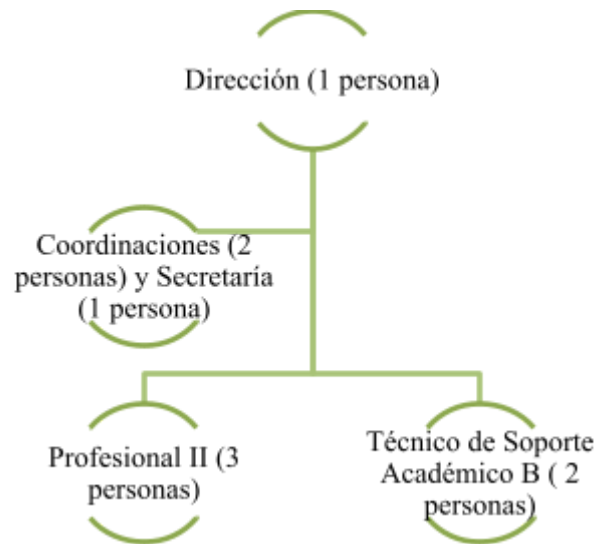 Dirección (1 persona)
Coordinaciones (2
personas) y Secretaría
(1 persona)
Profesional II (3
personas)
Técnico de Soporte
Académico B ( 2
personas)